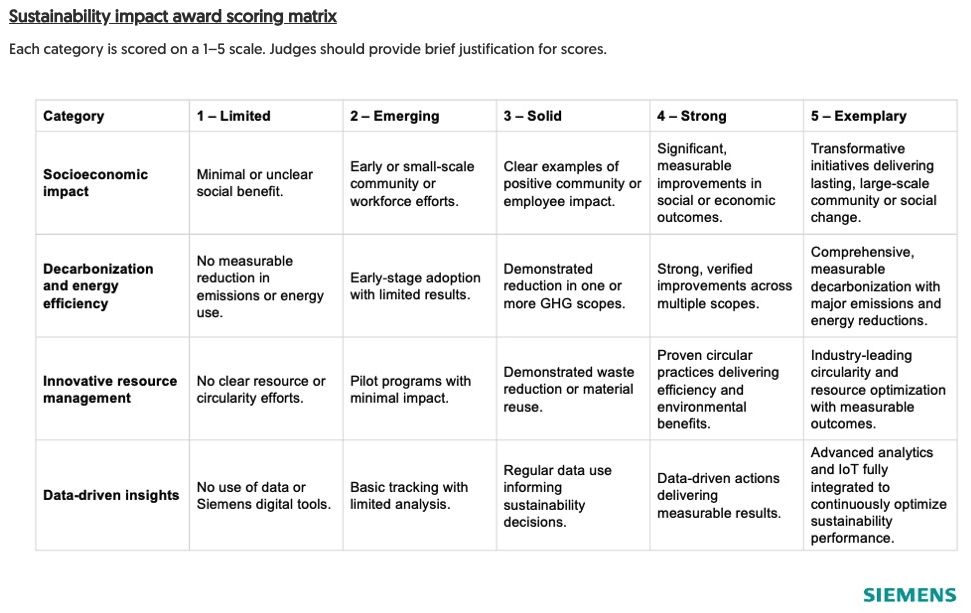 Sustainability impact award scoring matrix
Each category is scored on a 1–5 scale. Judges should provide brief justification for scores.
Category
1 – Limited
2 – Emerging
3 – Solid
4 – Strong
5 – Exemplary
Socioeconomic
impact
Minimal or unclear
social benefit.
Early or small-scale
community or
workforce efforts.
Clear examples of
positive community or
employee impact.
Significant,
measurable
improvements in
social or economic
outcomes.
Transformative
initiatives delivering
lasting, large-scale
community or social
change.
Decarbonization
and energy
efficiency
No measurable
reduction in
emissions or energy
use.
Early-stage adoption
with limited results.
Demonstrated
reduction in one or
more GHG scopes.
Strong, verified
improvements across
multiple scopes.
Comprehensive,
measurable
decarbonization with
major emissions and
energy reductions.
Innovative resource
management
No clear resource or
circularity efforts.
Pilot programs with
minimal impact.
Demonstrated waste
reduction or material
reuse.
Proven circular
practices delivering
efficiency and
environmental
benefits.
Industry-leading
circularity and
resource optimization
with measurable
outcomes.
Data-driven insights
No use of data or
Siemens digital tools.
Basic tracking with
limited analysis.
Regular data use
informing
sustainability
decisions.
Data-driven actions
delivering
measurable results.
Advanced analytics
and IoT fully
integrated to
continuously optimize
sustainability
performance.
SIEMENS